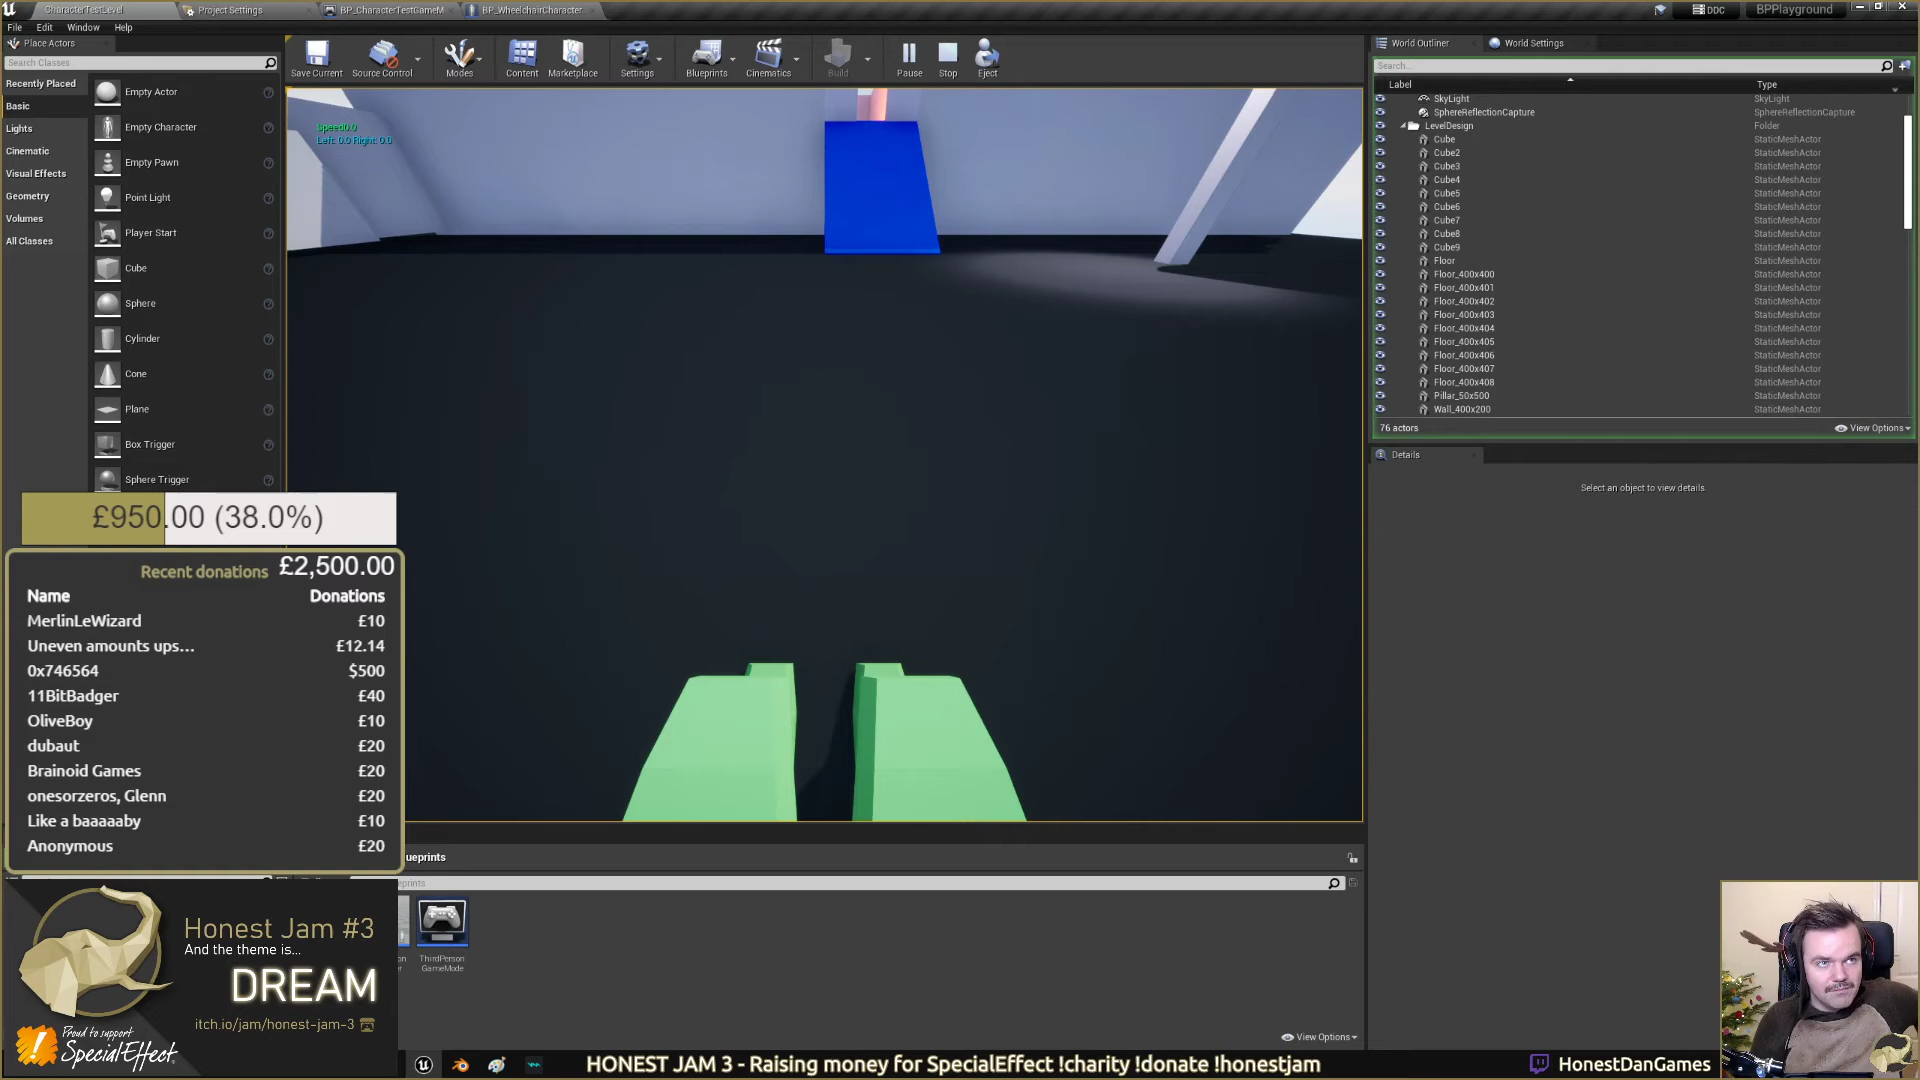 CharacterTestLevel
Project Settings
BP_CharacterTestGameM
BP_WheelchairCharacter
DDC
BPPlayground
File
Edit
Window
Help
Place Actors
Search Classes
Recently Placed
Basic
Lights
Cinematic
Visual Effects
Geometry
Volumes
All Classes
Empty Actor
Empty Character
Empty Pawn
Point Light
Player Start
Cube
Sphere
Cylinder
Cone
Plane
Box Trigger
Sphere Trigger
Save Current
Source Control
Modes
Content
Marketplace
Settings
Blueprints
Cinematics
Build
Pause
Stop
Eject
Speed0.0
Left: 0.0 Right: 0.0
World Outliner
World Settings
Search...
Label
Type
SkyLight SkyLight
SphereReflectionCapture SphereReflectionCapture
LevelDesign Folder
Cube StaticMeshActor
Cube2 StaticMeshActor
Cube3 StaticMeshActor
Cube4 StaticMeshActor
Cube5 StaticMeshActor
Cube6 StaticMeshActor
Cube7 StaticMeshActor
Cube8 StaticMeshActor
Cube9 StaticMeshActor
Floor StaticMeshActor
Floor_400x400 StaticMeshActor
Floor_400x401 StaticMeshActor
Floor_400x402 StaticMeshActor
Floor_400x403 StaticMeshActor
Floor_400x404 StaticMeshActor
Floor_400x405 StaticMeshActor
Floor_400x406 StaticMeshActor
Floor_400x407 StaticMeshActor
Floor_400x408 StaticMeshActor
Pillar_50x500 StaticMeshActor
Wall_400x200 StaticMeshActor
76 actors
View Options
Details
Select an object to view details.
£950.00 (38.0%)
Recent donations £2,500.00
Name Donations
MerlinLeWizard £10
Uneven amounts ups... £12.14
0x746564 $500
11BitBadger £40
OliveBoy £10
dubaut £20
Brainoid Games £20
onesorzeros, Glenn £20
Like a baaaaaby £10
Anonymous £20
ueprints
eprints
ThirdPerson
GameMode
View Options
Honest Jam #3
And the theme is...
DREAM
itch.io/jam/honest-jam-3
Proud to support
SpecialEffect
HONEST JAM 3 - Raising money for SpecialEffect !charity !donate !honestjam
HonestDanGames